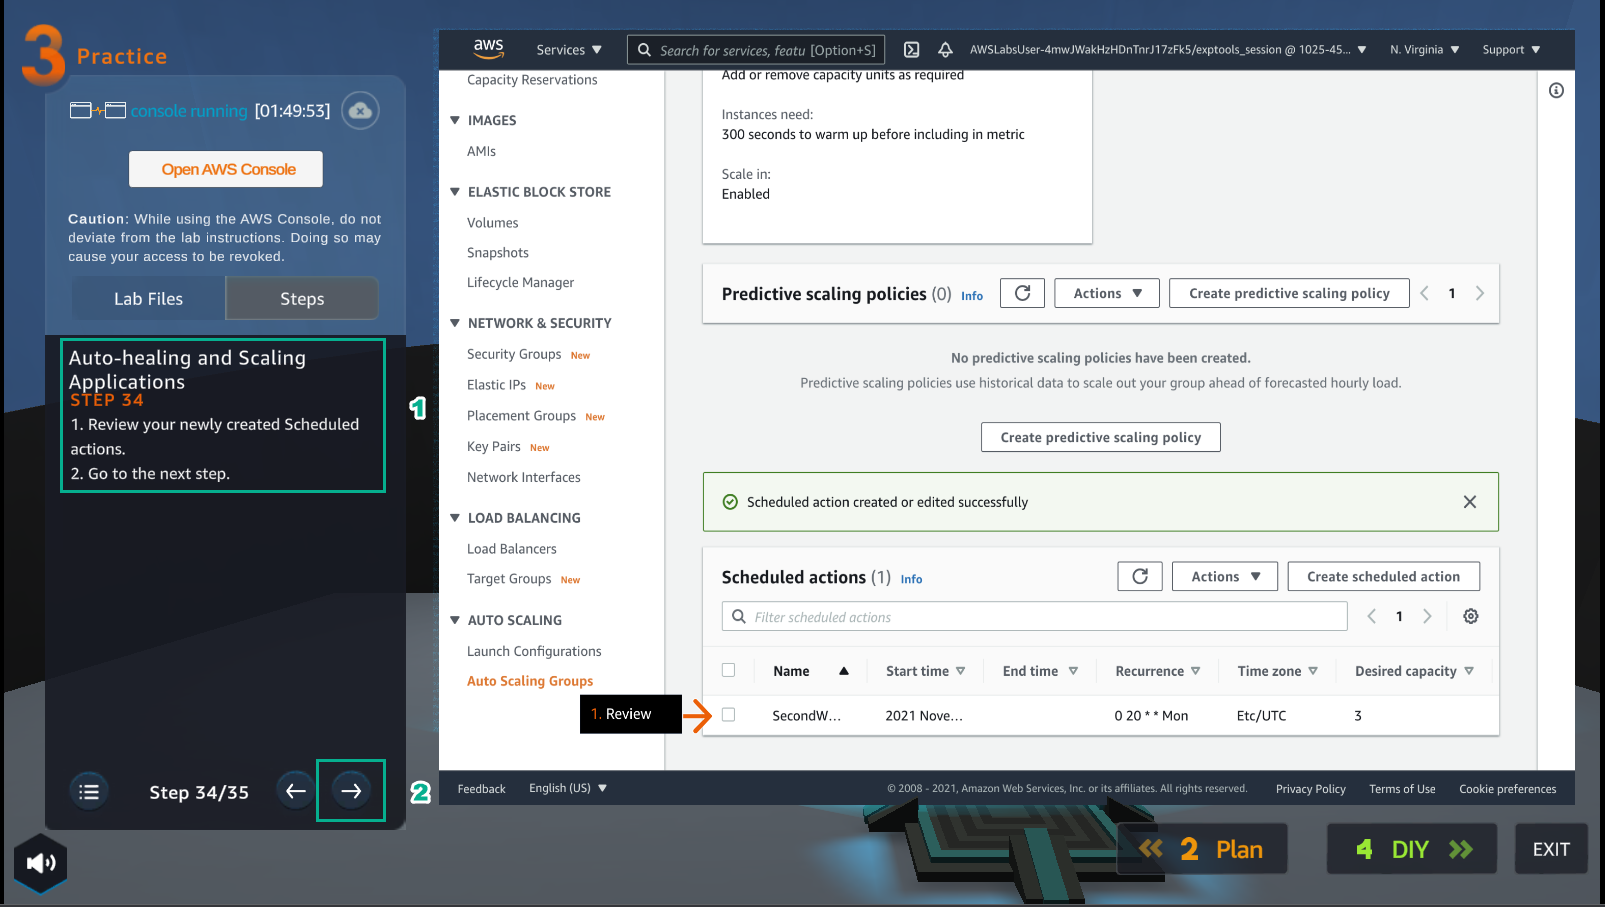 3 Practice
console running [01:49:53]
Open AWS Console
Caution: While using the AWS Console, do not
deviate from the lab instructions. Doing so may
cause your access to be revoked.
Lab Files
Steps
Auto-healing and Scaling
Applications
STEP 34
1. Review your newly created Scheduled
actions.
2. Go to the next step.
1
Step 34/35
2
aws
Services
Search for services, featu [Option+S]
AWSLabsUser-4mwJWakHzHDnTnrJ17zFk5/exptools_session @ 1025-45...
N. Virginia
Support
Capacity Reservations
IMAGES
AMIs
ELASTIC BLOCK STORE
Volumes
Snapshots
Lifecycle Manager
NETWORK & SECURITY
Security Groups New
Elastic IPs New
Placement Groups New
Key Pairs New
Network Interfaces
LOAD BALANCING
Load Balancers
Target Groups New
AUTO SCALING
Launch Configurations
Auto Scaling Groups
Add or remove capacity units as required
Instances need:
300 seconds to warm up before including in metric
Scale in:
Enabled
Predictive scaling policies (0) Info
Actions
Create predictive scaling policy
1
No predictive scaling policies have been created.
Predictive scaling policies use historical data to scale out your group ahead of forecasted hourly load.
Create predictive scaling policy
Scheduled action created or edited successfully
Scheduled actions (1) Info
Actions
Create scheduled action
Filter scheduled actions
1
Name Start time End time Recurrence Time zone Desired capacity
1. Review
SecondW... 2021 Nove... 0 20 * * Mon Etc/UTC 3
Feedback
English (US)
© 2008 - 2021, Amazon Web Services, Inc. or its affiliates. All rights reserved.
Privacy Policy
Terms of Use
Cookie preferences
2 Plan
4 DIY
EXIT